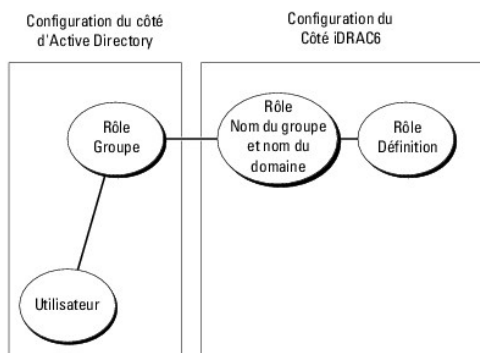 Configuration du côté
d'Active Directory
Configuration du
Côté iDRAC6
Rôle
Groupe
Rôle
Nom du groupe
et nom du
domaine
Rôle
Définition
Utilisateur